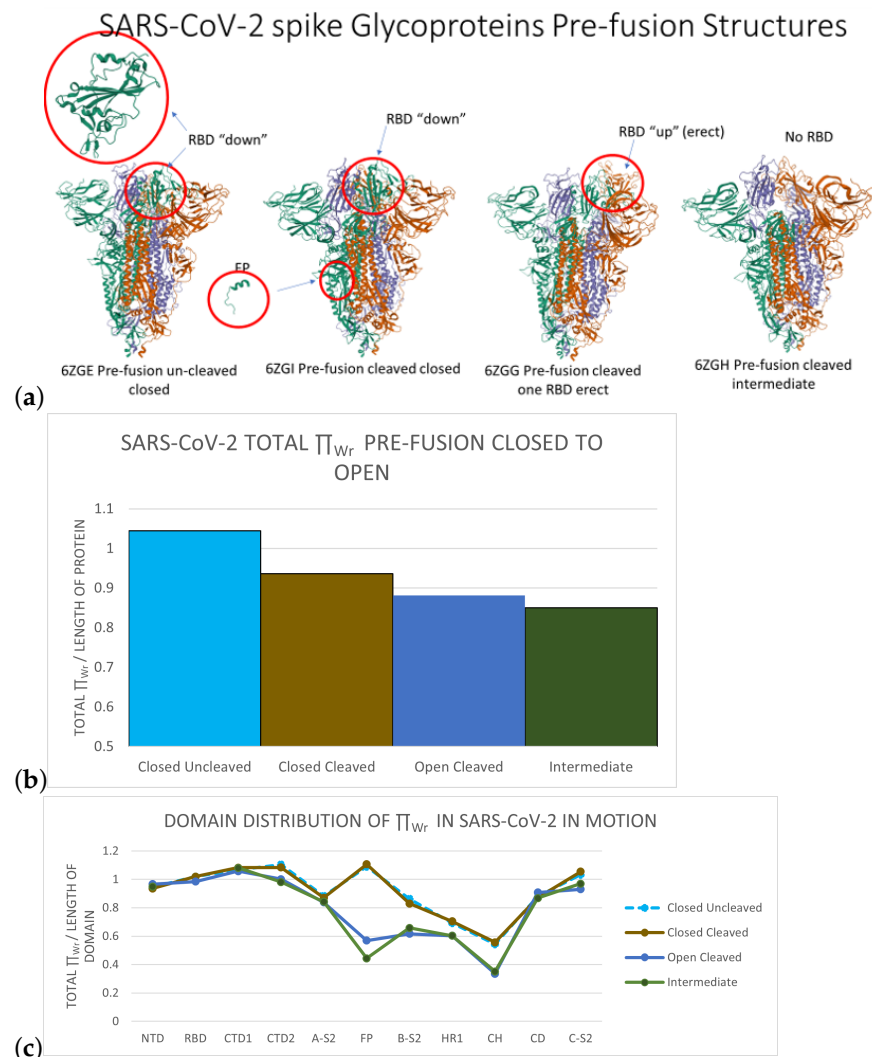 SARS-CoV-2 spike Glycoproteins Pre-fusion Structures
RBD “down”
RBD “down”
RBD “up” (erect)
No RBD
FP
6ZGE Pre-fusion un-cleaved
closed
6ZGI Pre-fusion cleaved closed
6ZGG Pre-fusion cleaved
one RBD erect
6ZGH Pre-fusion cleaved
intermediate
(a)
SARS-CoV-2 TOTAL ∏Wr PRE-FUSION CLOSED TO
OPEN
TOTAL ∏Wr / LENGTH OF PROTEIN
1.1
1
0.9
0.8
0.7
0.6
0.5
Closed Uncleaved
Closed Cleaved
Open Cleaved
Intermediate
(b)
DOMAIN DISTRIBUTION OF ∏Wr IN SARS-CoV-2 IN MOTION
TOTAL ∏Wr / LENGTH OF
DOMAIN
1.2
1
0.8
0.6
0.4
0.2
0
NTD RBD CTD1 CTD2 A-S2 FP B-S2 HR1 CH CD C-S2
Closed Uncleaved
Closed Cleaved
Open Cleaved
Intermediate
(c)